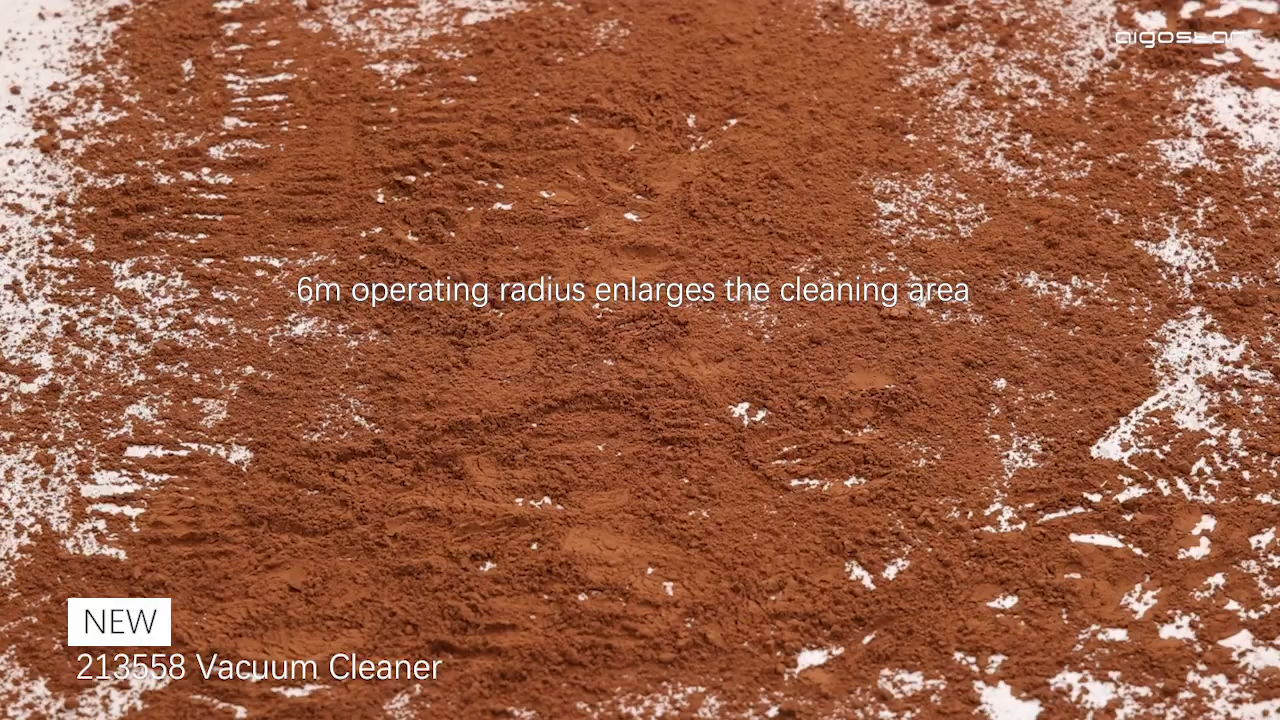 aigostar
6m operating radius enlarges the cleaning area
NEW
213558 Vacuum Cleaner